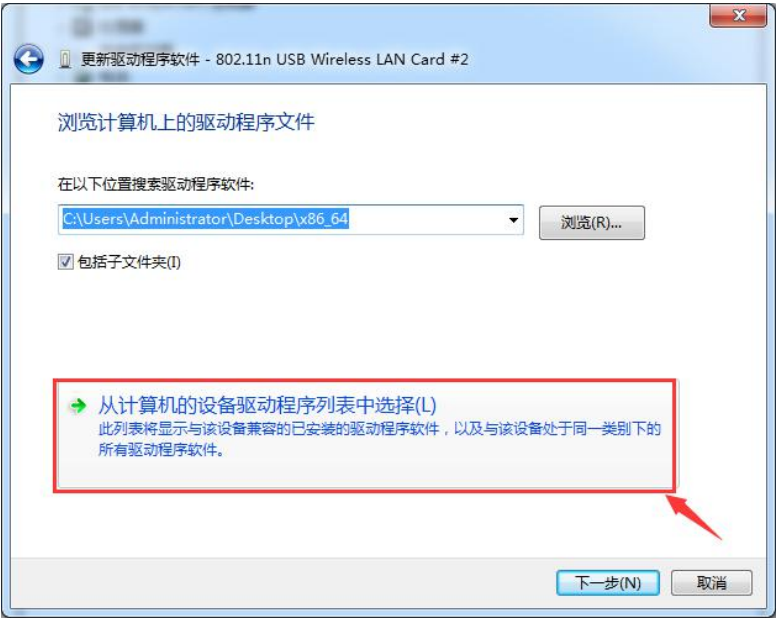 更新驱动程序软件 - 802.11n USB Wireless LAN Card #2
浏览计算机上的驱动程序文件
在以下位置搜索驱动程序软件:
C:\Users\Administrator\Desktop\x86_64
浏览(R)...
包括子文件夹(I)
从计算机的设备驱动程序列表中选择(L)
此列表将显示与该设备兼容的已安装的驱动程序软件，以及与该设备处于同一类别下的
所有驱动程序软件。
下一步(N)
取消